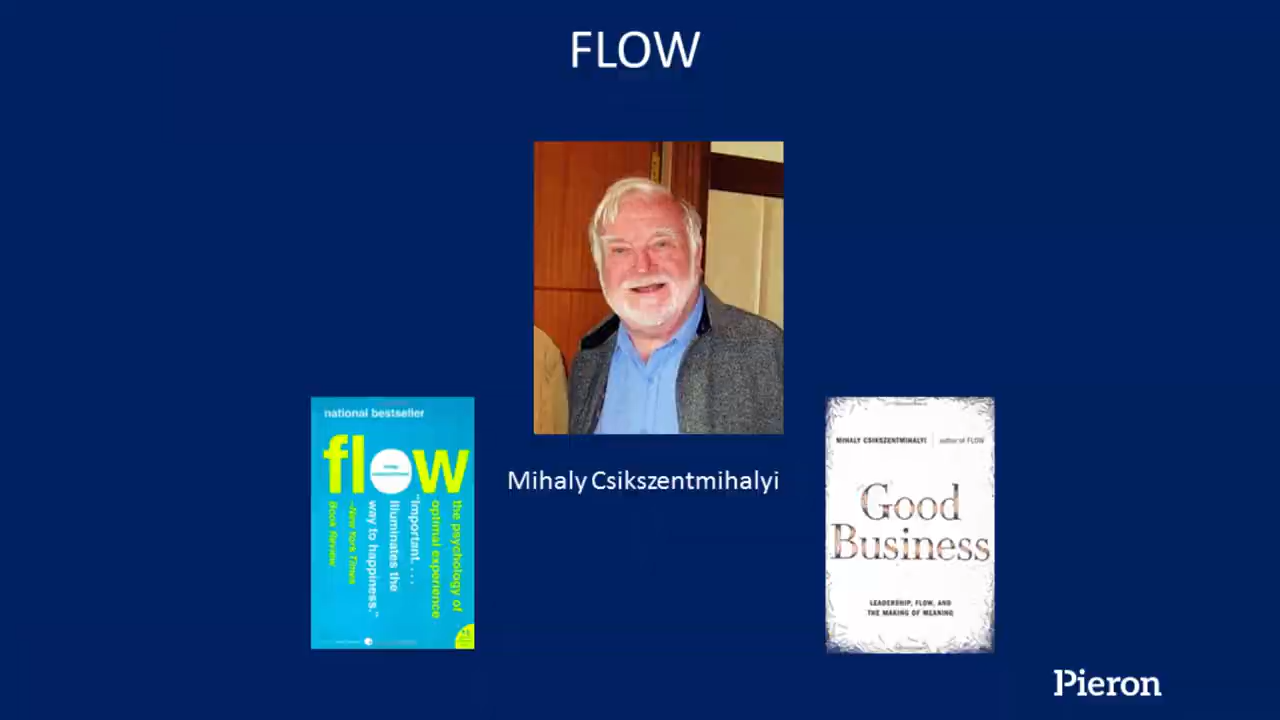 FLOW
national bestseller
flow
the psychology of
optimal experience
"Important. . . .
illuminates the
way to happiness."
—New York Times
Book Review
Mihaly Csikszentmihalyi
MIHALY CSIKSZENTMIHALYI | author of FLOW
Good
Business
LEADERSHIP, FLOW, AND
THE MAKING OF MEANING
Pieron